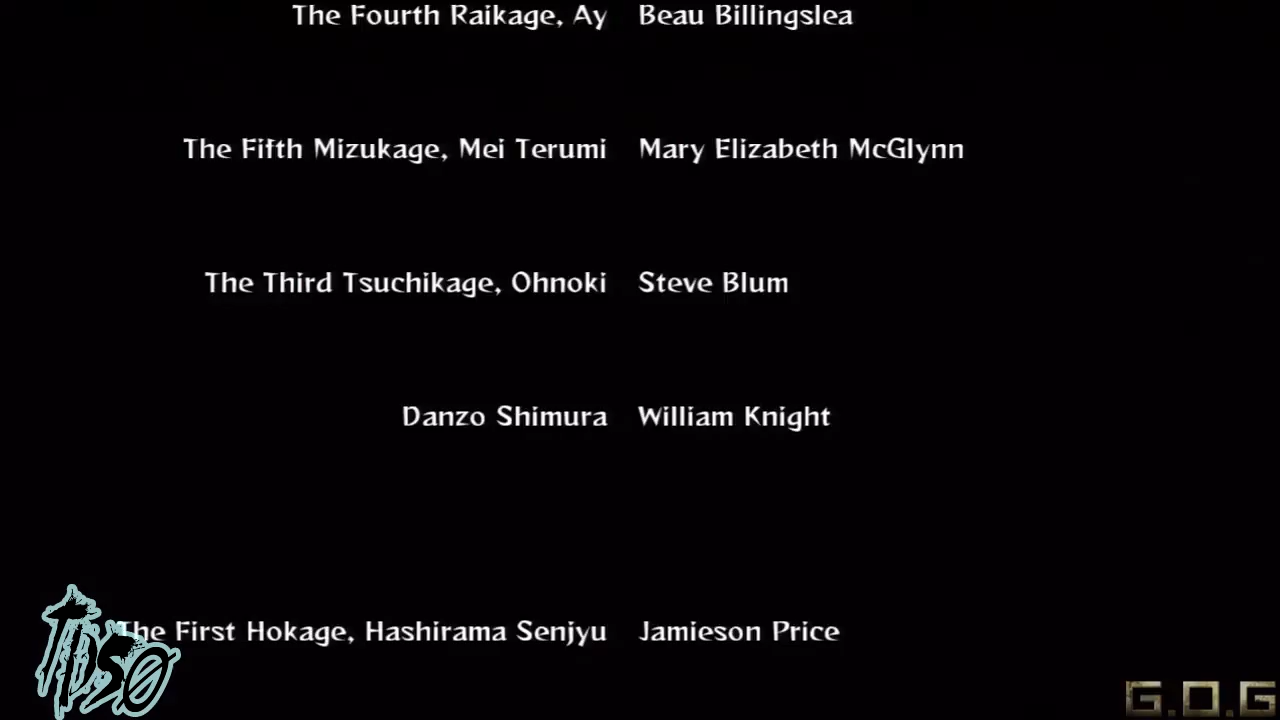 The Fourth Raikage, Ay Beau Billingslea
The Fifth Mizukage, Mei Terumi Mary Elizabeth McGlynn
The Third Tsuchikage, Ohnoki Steve Blum
Danzo Shimura William Knight
The First Hokage, Hashirama Senjyu Jamieson Price
G.O.G